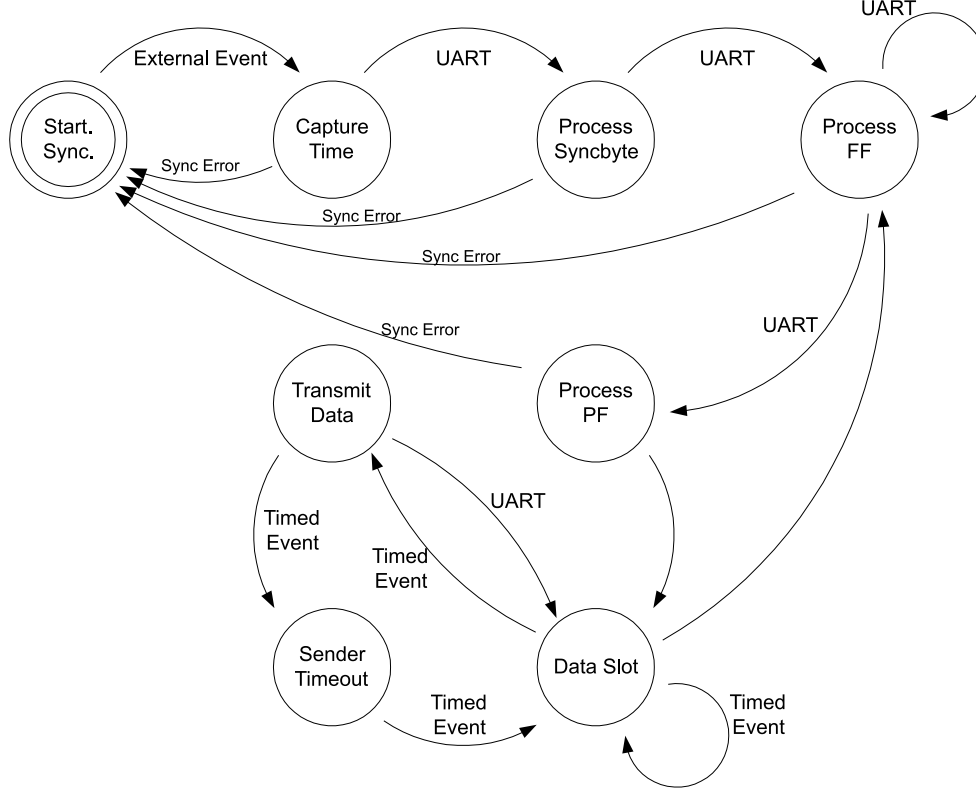 UART
External Event
UART
UART
Start.
Sync.
Capture
Time
Process
Syncbyte
Process
FF
Sync Error
Sync Error
Sync Error
UART
Sync Error
Transmit
Data
Process
PF
UART
Timed
Event
Timed
Event
Sender
Timeout
Data Slot
Timed
Event
Timed
Event